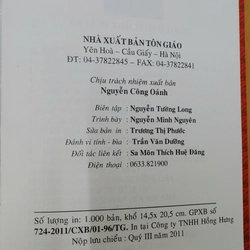 NHÀ XUẤT BẢN TÔN GIÁO
Yên Hoà – Cầu Giấy – Hà Nội
ĐT: 04-37822845 – FAX: 04-37822841
Chịu trách nhiệm xuất bản
Nguyễn Công Oánh
Biên tập : Nguyễn Tường Long
Trình bày : Nguyễn Minh Nguyên
Sửa bản in : Trương Thị Phước
Đánh vi tính – bìa : Trần Văn Dưỡng
Đối tác liên kết : Sa Môn Thích Huệ Đăng
Điện thoại : 0633.821900
Số lượng in: 1.000 bản, khổ 14,5x 20,5 cm. GPXB số
724-2011/CXB/01-96/TG. In tại Công ty TNHH Hồng Hưng
Nộp lưu chiểu: Quý III năm 2011